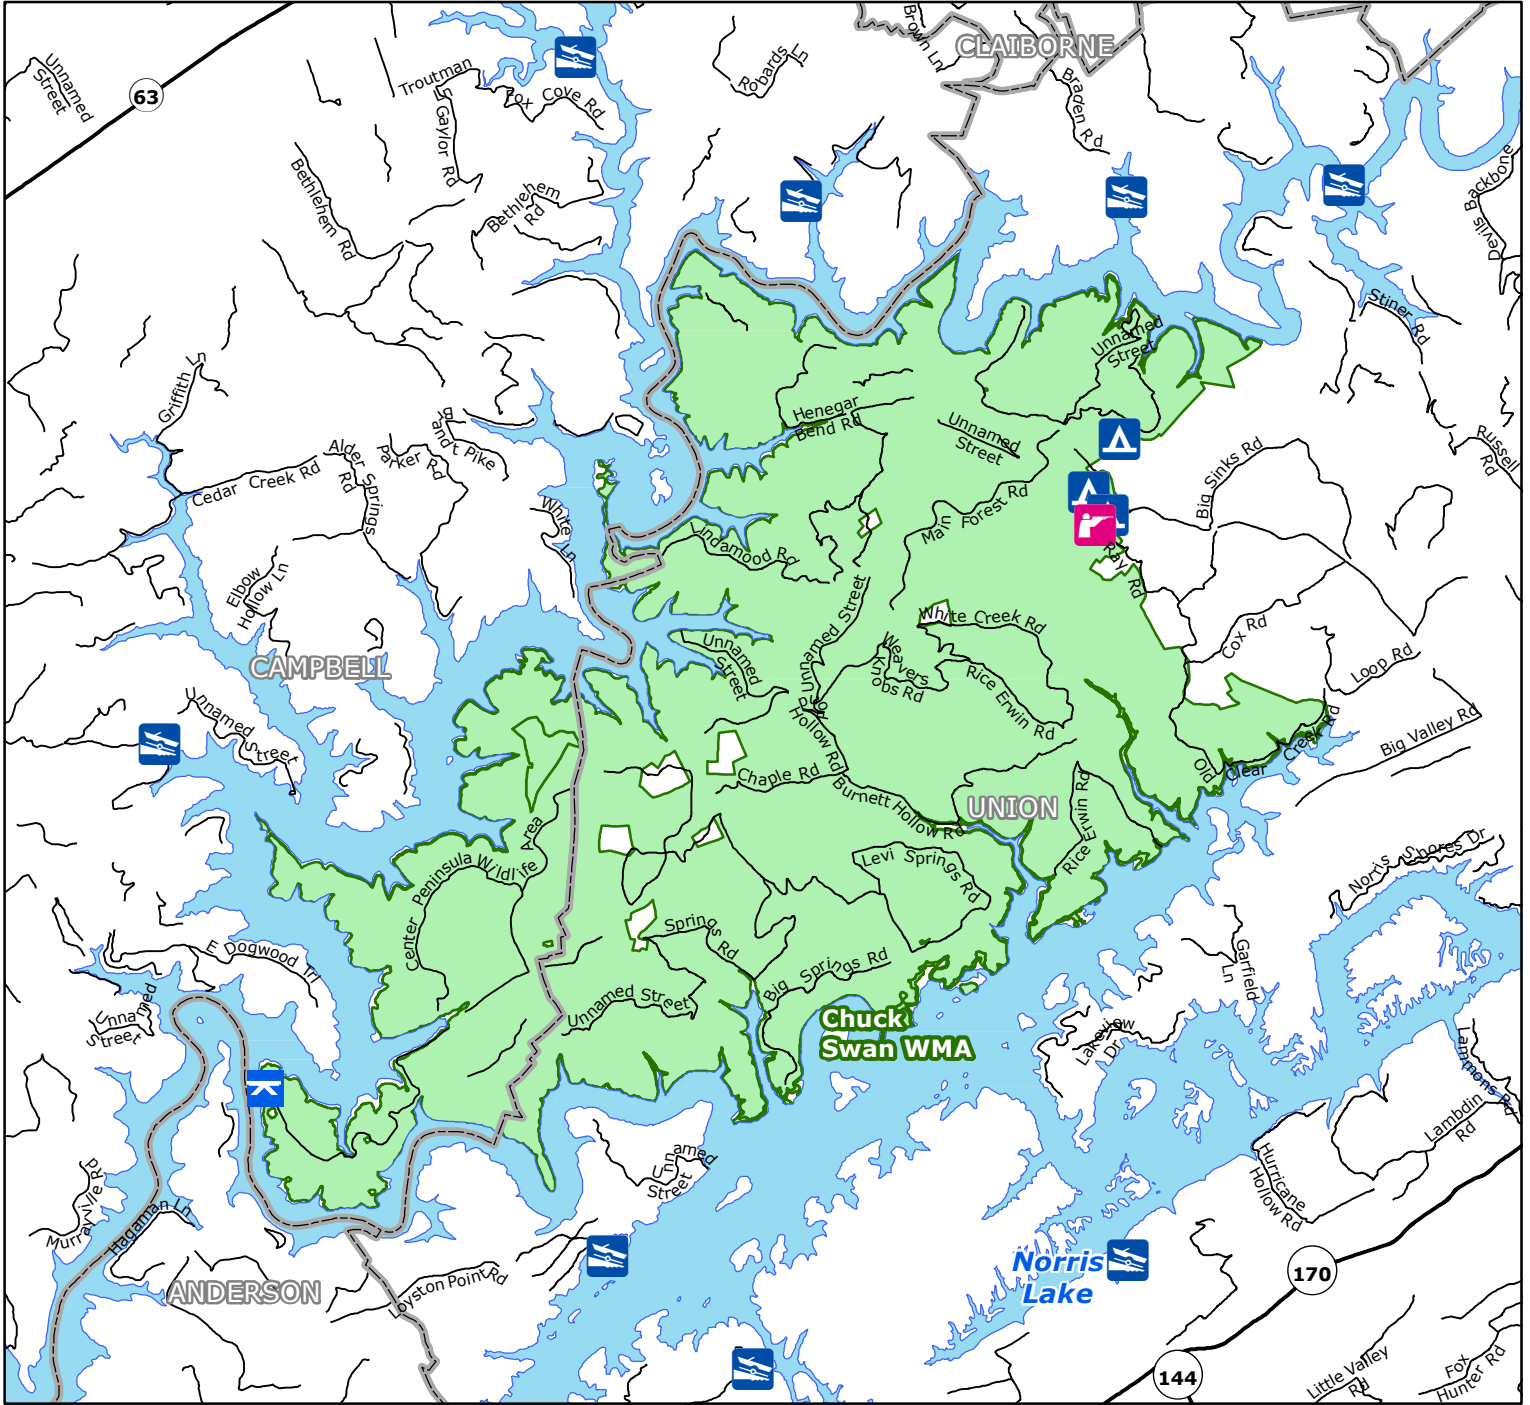 CLAIBORNE
Brown Ln
Robards Ln
Unnamed
Street
63
Troutman
Ln
Fox Cove Rd
Gaylor Rd
Braden Rd
Bethlehem Rd
Bethlehem
Rd
Devils Backbone
Stiner Rd
Unnamed
Street
Griffith Ln
Henegar
Bend Rd
Unnamed
Street
Brandt Pike
Parker Rd
Alder Springs
Rd
Cedar Creek Rd
Big Sinks Rd
Russell
Rd
White
Ln
Main Forest Rd
Lindamood Rd
Ray Rd
Elbow
Hollow Ln
Unnamed Street
White Creek Rd
Cox Rd
CAMPBELL
Unnamed
Street
Weavers
Knobs Rd
Rice Erwin Rd
Loop Rd
Unnamed Street
Hollow Rd
Big Valley Rd
Old
Clear Creek Rd
Chaple Rd
Burnett Hollow Rd
UNION
Rice Erwin Rd
Center Peninsula Wildlife Area
Levi Springs
Rd
Norris Shores Dr
Springs Rd
Big Springs Rd
E Dogwood Trl
Garfield
Ln
Unnamed
Street
Unnamed Street
Chuck
Swan WMA
Lakeview
Dr
Lammons Rd
Lambdin
Rd
Unnamed
Street
Hurricane
Hollow Rd
Murrayville Rd
Hagaman Ln
ANDERSON
Loyston Point Rd
Norris
Lake
170
144
Little Valley
Rd
Fox
Hunter Rd